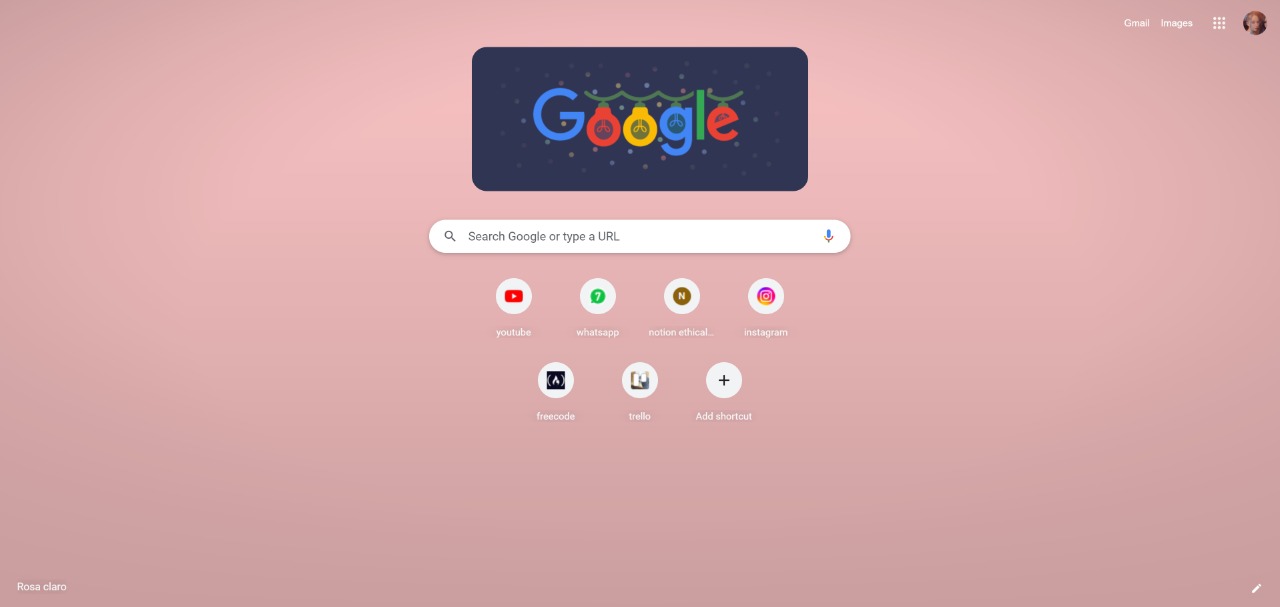 Gmail Images
Google
Search Google or type a URL
7
N
youtube whatsapp notion ethical... instagram
freecode trello Add shortcut
Rosa claro